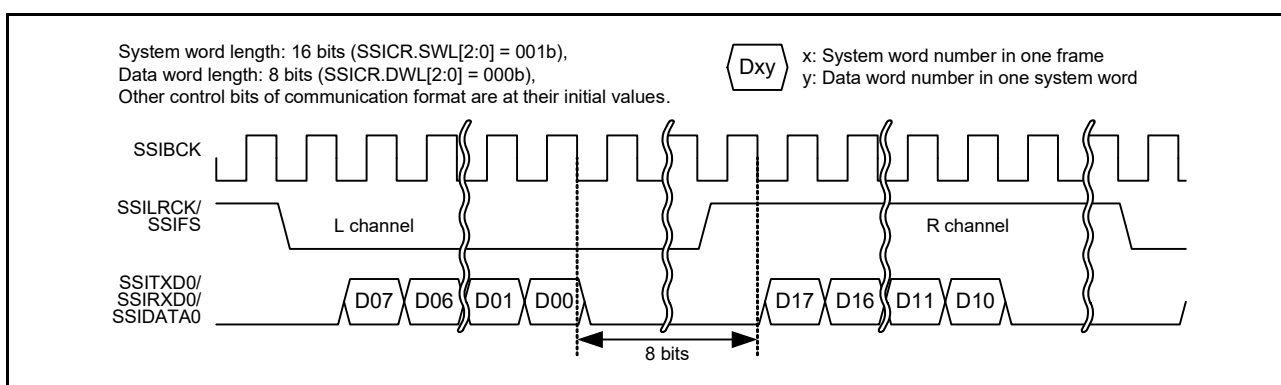 System word length: 16 bits (SSICR.SWL[2:0] = 001b),
Data word length: 8 bits (SSICR.DWL[2:0] = 000b),
Other control bits of communication format are at their initial values.
Dxy
x: System word number in one frame
y: Data word number in one system word
SSIBCK
SSILRCK/
SSIFS
L channel
R channel
SSITXD0/
SSIRXD0/
SSIDATA0
D07 D06 D01 D00 D17 D16 D11 D10
8 bits